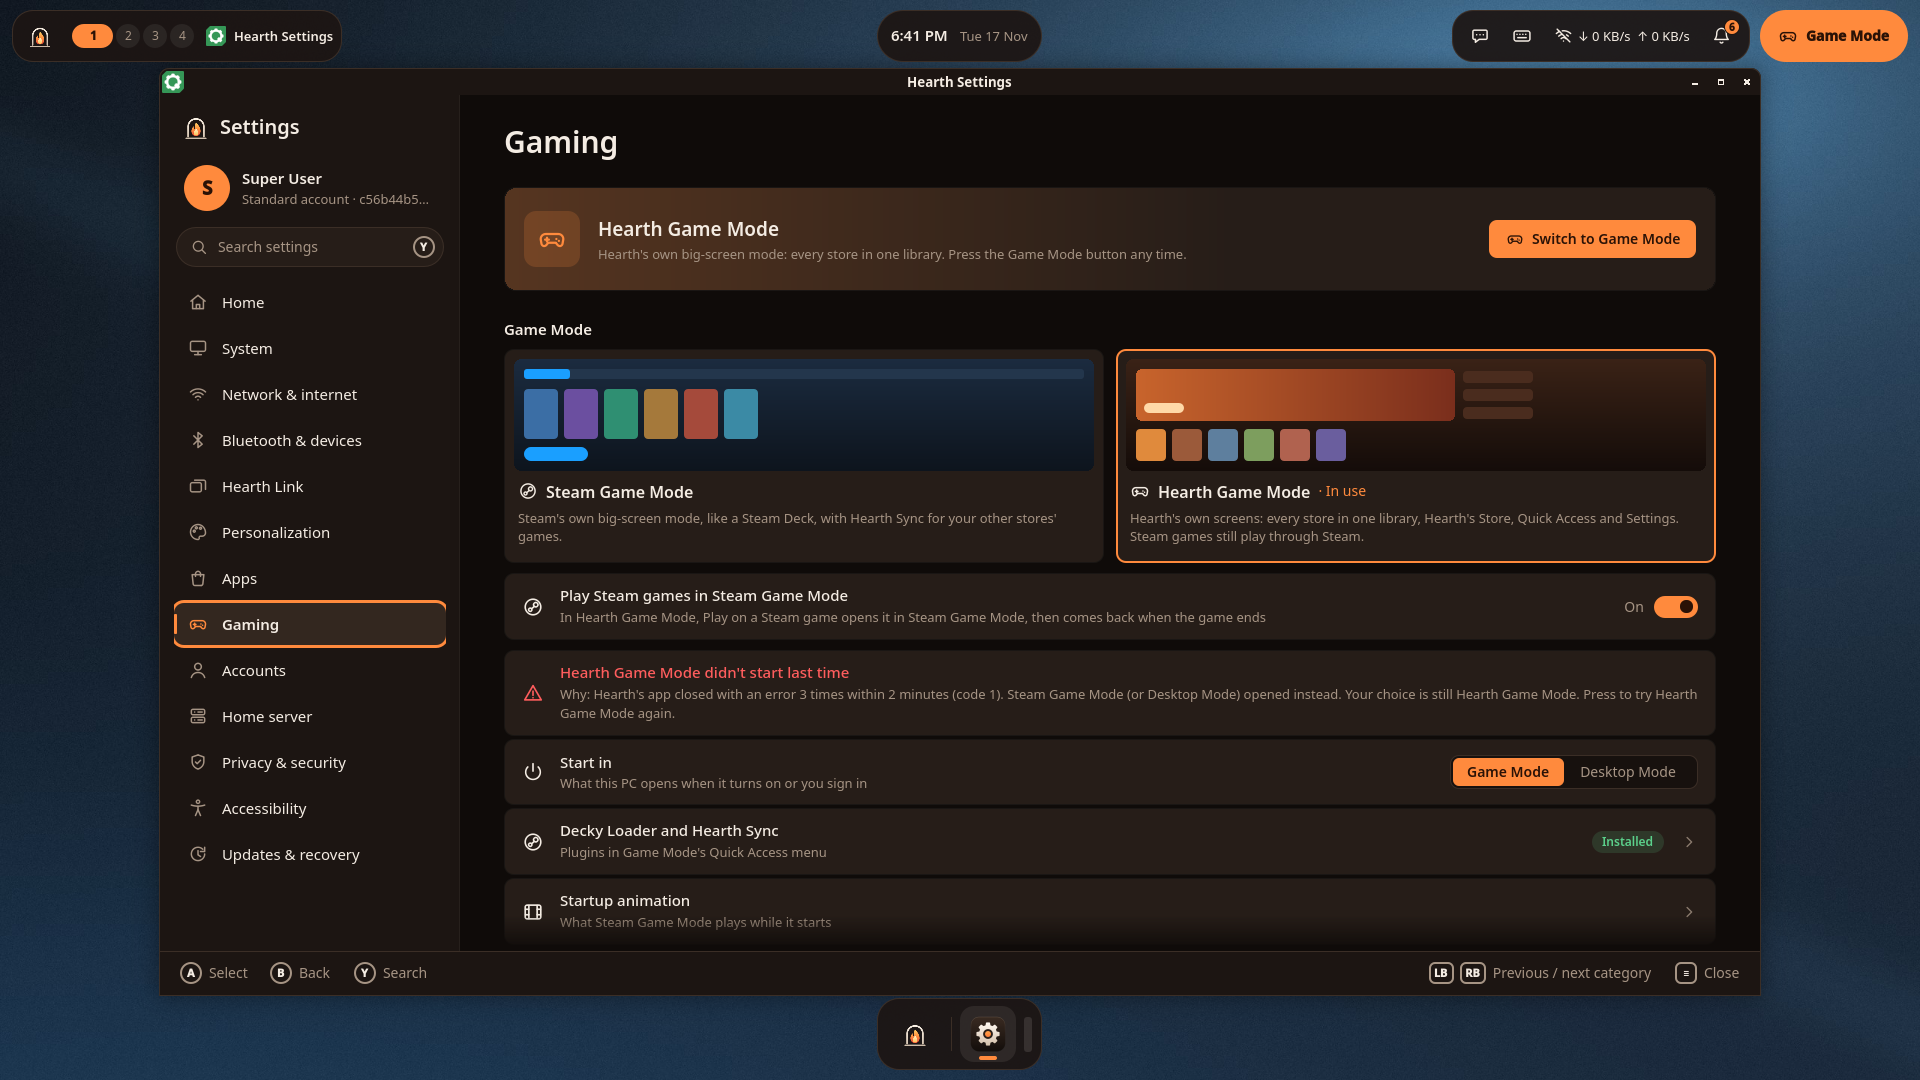 1 2 3 4 Hearth Settings
6:41 PM Tue 17 Nov
↓ 0 KB/s ↑ 0 KB/s 6
Game Mode
Hearth Settings
Settings
S
Super User
Standard account · c56b44b5...
Search settings Y
Home
System
Network & internet
Bluetooth & devices
Hearth Link
Personalization
Apps
Gaming
Accounts
Home server
Privacy & security
Accessibility
Updates & recovery
Gaming
Hearth Game Mode
Hearth's own big-screen mode: every store in one library. Press the Game Mode button any time.
Switch to Game Mode
Game Mode
Steam Game Mode
Steam's own big-screen mode, like a Steam Deck, with Hearth Sync for your other stores'
games.
Hearth Game Mode · In use
Hearth's own screens: every store in one library, Hearth's Store, Quick Access and Settings.
Steam games still play through Steam.
Play Steam games in Steam Game Mode
In Hearth Game Mode, Play on a Steam game opens it in Steam Game Mode, then comes back when the game ends
On
Hearth Game Mode didn't start last time
Why: Hearth's app closed with an error 3 times within 2 minutes (code 1). Steam Game Mode (or Desktop Mode) opened instead. Your choice is still Hearth Game Mode. Press to try Hearth
Game Mode again.
Start in
What this PC opens when it turns on or you sign in
Game Mode Desktop Mode
Decky Loader and Hearth Sync
Plugins in Game Mode's Quick Access menu
Installed
Startup animation
What Steam Game Mode plays while it starts
A Select B Back Y Search
LB RB Previous / next category ≡ Close